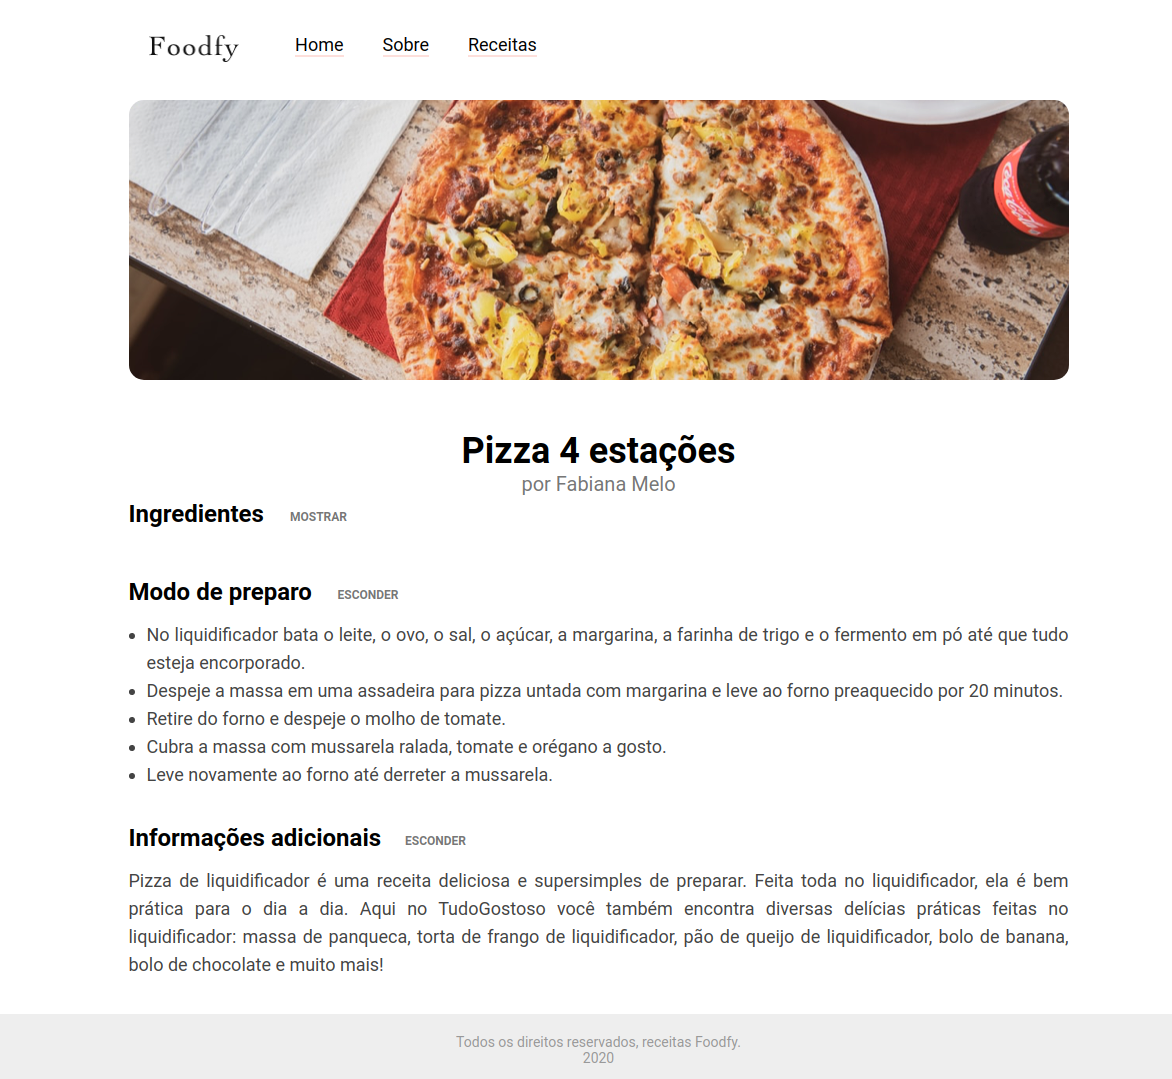 Foodfy Home Sobre Receitas
Coca-Cola
Pizza 4 estações
por Fabiana Melo
Ingredientes MOSTRAR
Modo de preparo ESCONDER
• No liquidificador bata o leite, o ovo, o sal, o açúcar, a margarina, a farinha de trigo e o fermento em pó até que tudo
esteja encorporado.
• Despeje a massa em uma assadeira para pizza untada com margarina e leve ao forno preaquecido por 20 minutos.
• Retire do forno e despeje o molho de tomate.
• Cubra a massa com mussarela ralada, tomate e orégano a gosto.
• Leve novamente ao forno até derreter a mussarela.
Informações adicionais ESCONDER
Pizza de liquidificador é uma receita deliciosa e supersimples de preparar. Feita toda no liquidificador, ela é bem
prática para o dia a dia. Aqui no TudoGostoso você também encontra diversas delícias práticas feitas no
liquidificador: massa de panqueca, torta de frango de liquidificador, pão de queijo de liquidificador, bolo de banana,
bolo de chocolate e muito mais!
Todos os direitos reservados, receitas Foodfy.
2020